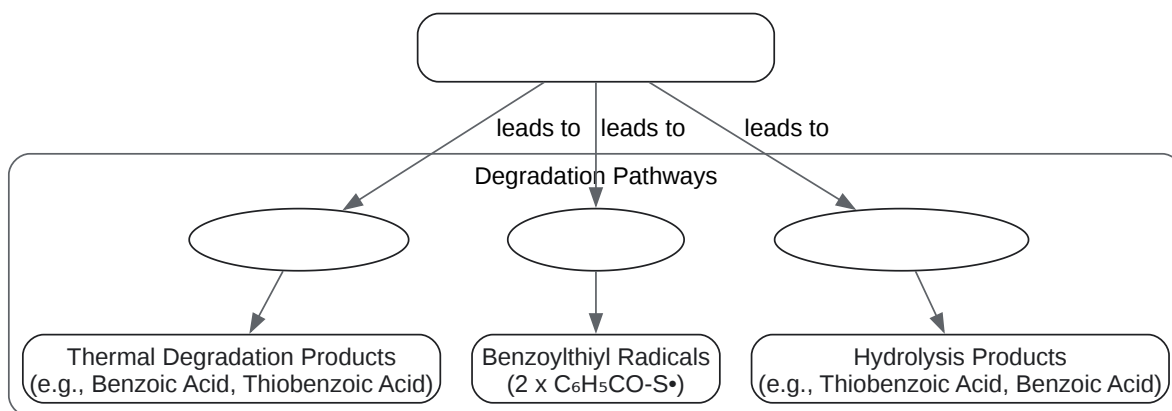 leads to
leads to
leads to
Degradation Pathways
Thermal Degradation Products
(e.g., Benzoic Acid, Thiobenzoic Acid)
Benzoylthiyl Radicals
(2 x C₆H₅CO-S•)
Hydrolysis Products
(e.g., Thiobenzoic Acid, Benzoic Acid)